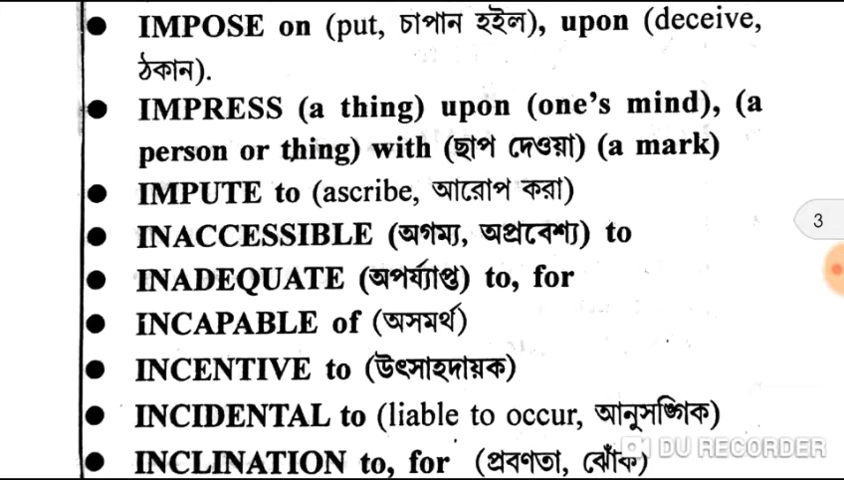 ● IMPOSE on (put, চাপান হইল), upon (deceive,
ঠকান).
● IMPRESS (a thing) upon (one's mind), (a
person or thing) with (ছাপ দেওয়া) (a mark)
● IMPUTE to (ascribe, আরোপ করা)
● INACCESSIBLE (অগম্য, অপ্রবেশ্য) to
● INADEQUATE (অপর্য্যাপ্ত) to, for
● INCAPABLE of (অসমর্থ)
● INCENTIVE to (উৎসাহদায়ক)
● INCIDENTAL to (liable to occur, আনুসঙ্গিক)
● INCLINATION to, for (প্রবণতা, ঝোঁক)
3
DU RECORDER